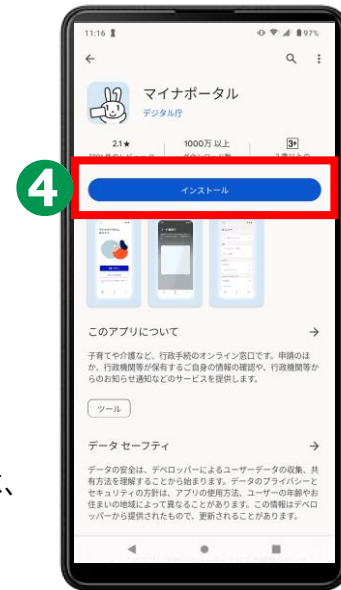 11:16
97%
マイナポータル
デジタル庁
2.1★
1000万 以上
3+
4
インストール
このアプリについて
子育てや介護など、行政手続のオンライン窓口です。申請のほ
か、行政機関等が保有するご自身の情報の確認や、行政機関等か
らのお知らせ通知などのサービスを提供します。
ツール
データ セーフティ
データの安全は、デベロッパーによるユーザーデータの収集、共
有方法を理解することから始まります。データのプライバシーと
セキュリティの方針は、アプリの使用方法、ユーザーの年齢やお
住まいの地域によって異なることがあります。この情報はデベロ
ッパーから提供されたもので、更新されることがあります。
、